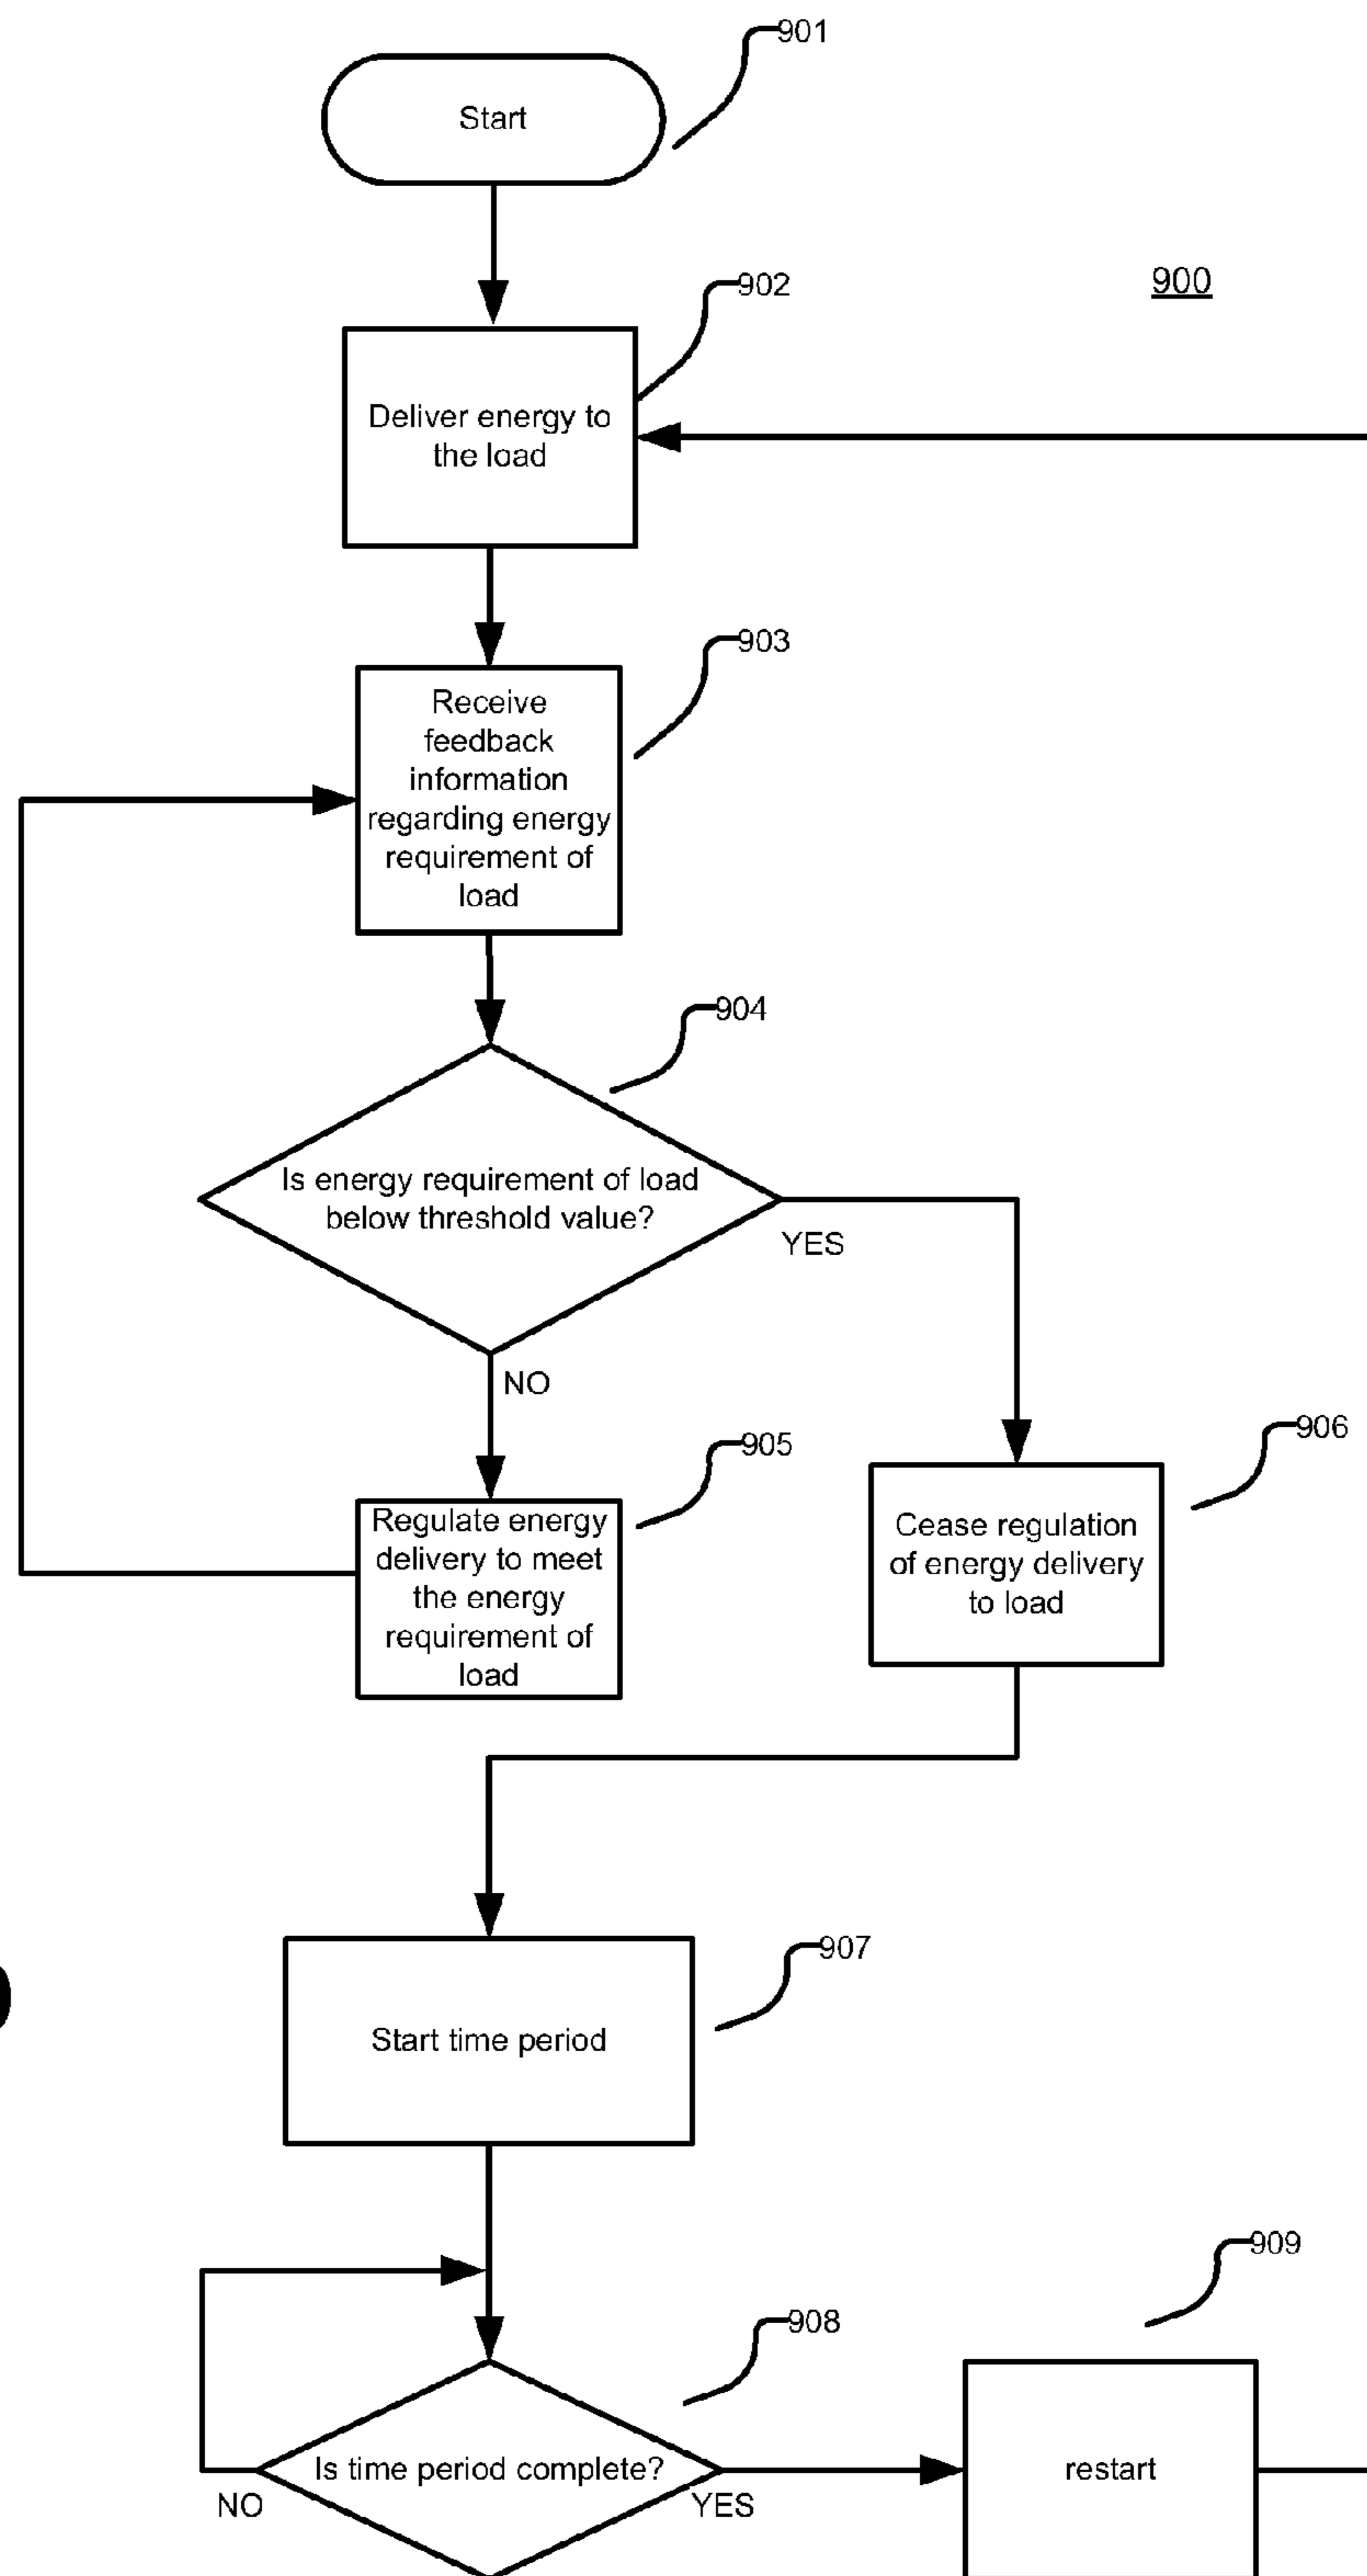 901
Start
902
900
Deliver energy to
the load
903
Receive
feedback
information
regarding energy
requirement of
load
904
Is energy requirement of load
below threshold value?
YES
NO
905
906
Regulate energy
delivery to meet
the energy
requirement of
load
Cease regulation
of energy delivery
to load
907
Start time period
909
908
Is time period complete?
restart
NO
YES